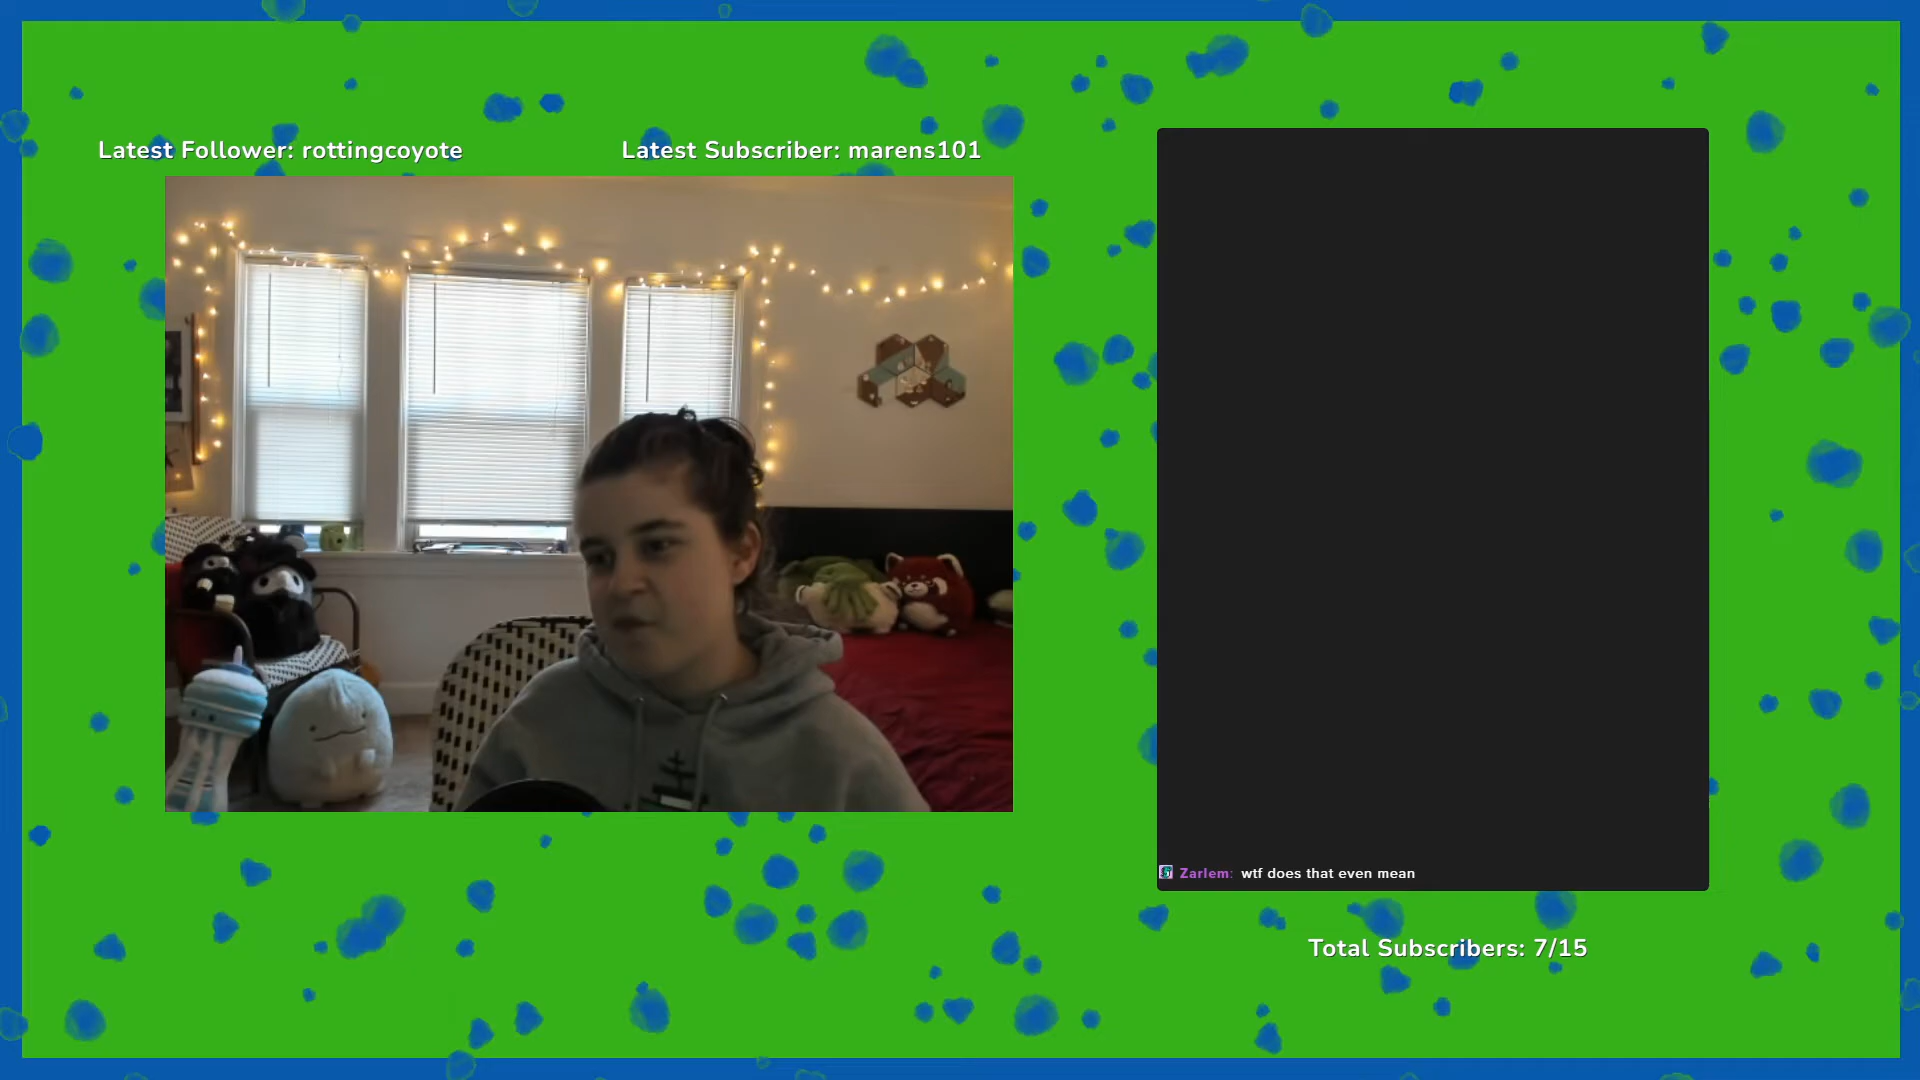 Latest Follower: rottingcoyote
Latest Subscriber: marens101
Zarlem: wtf does that even mean
Total Subscribers: 7/15